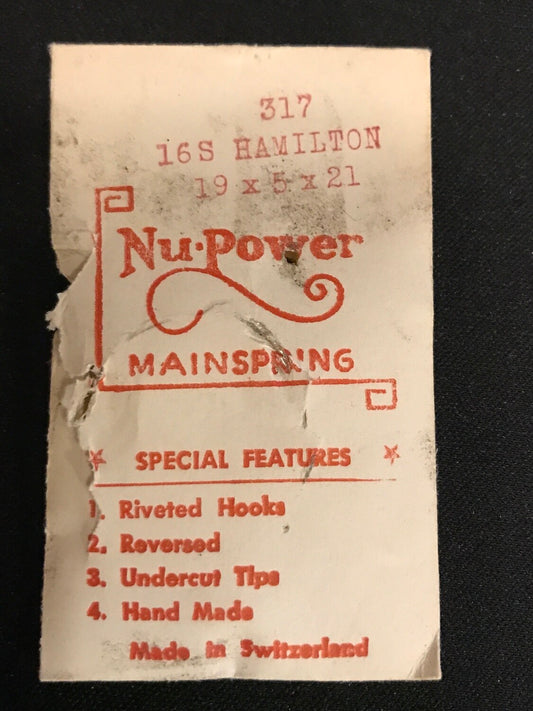 317
16S HAMILTON
19 x 5 x 21
Nu-Power
MAINSPRING
SPECIAL FEATURES
1. Riveted Hooks
2. Reversed
3. Undercut Tips
4. Hand Made
Made in Switzerland